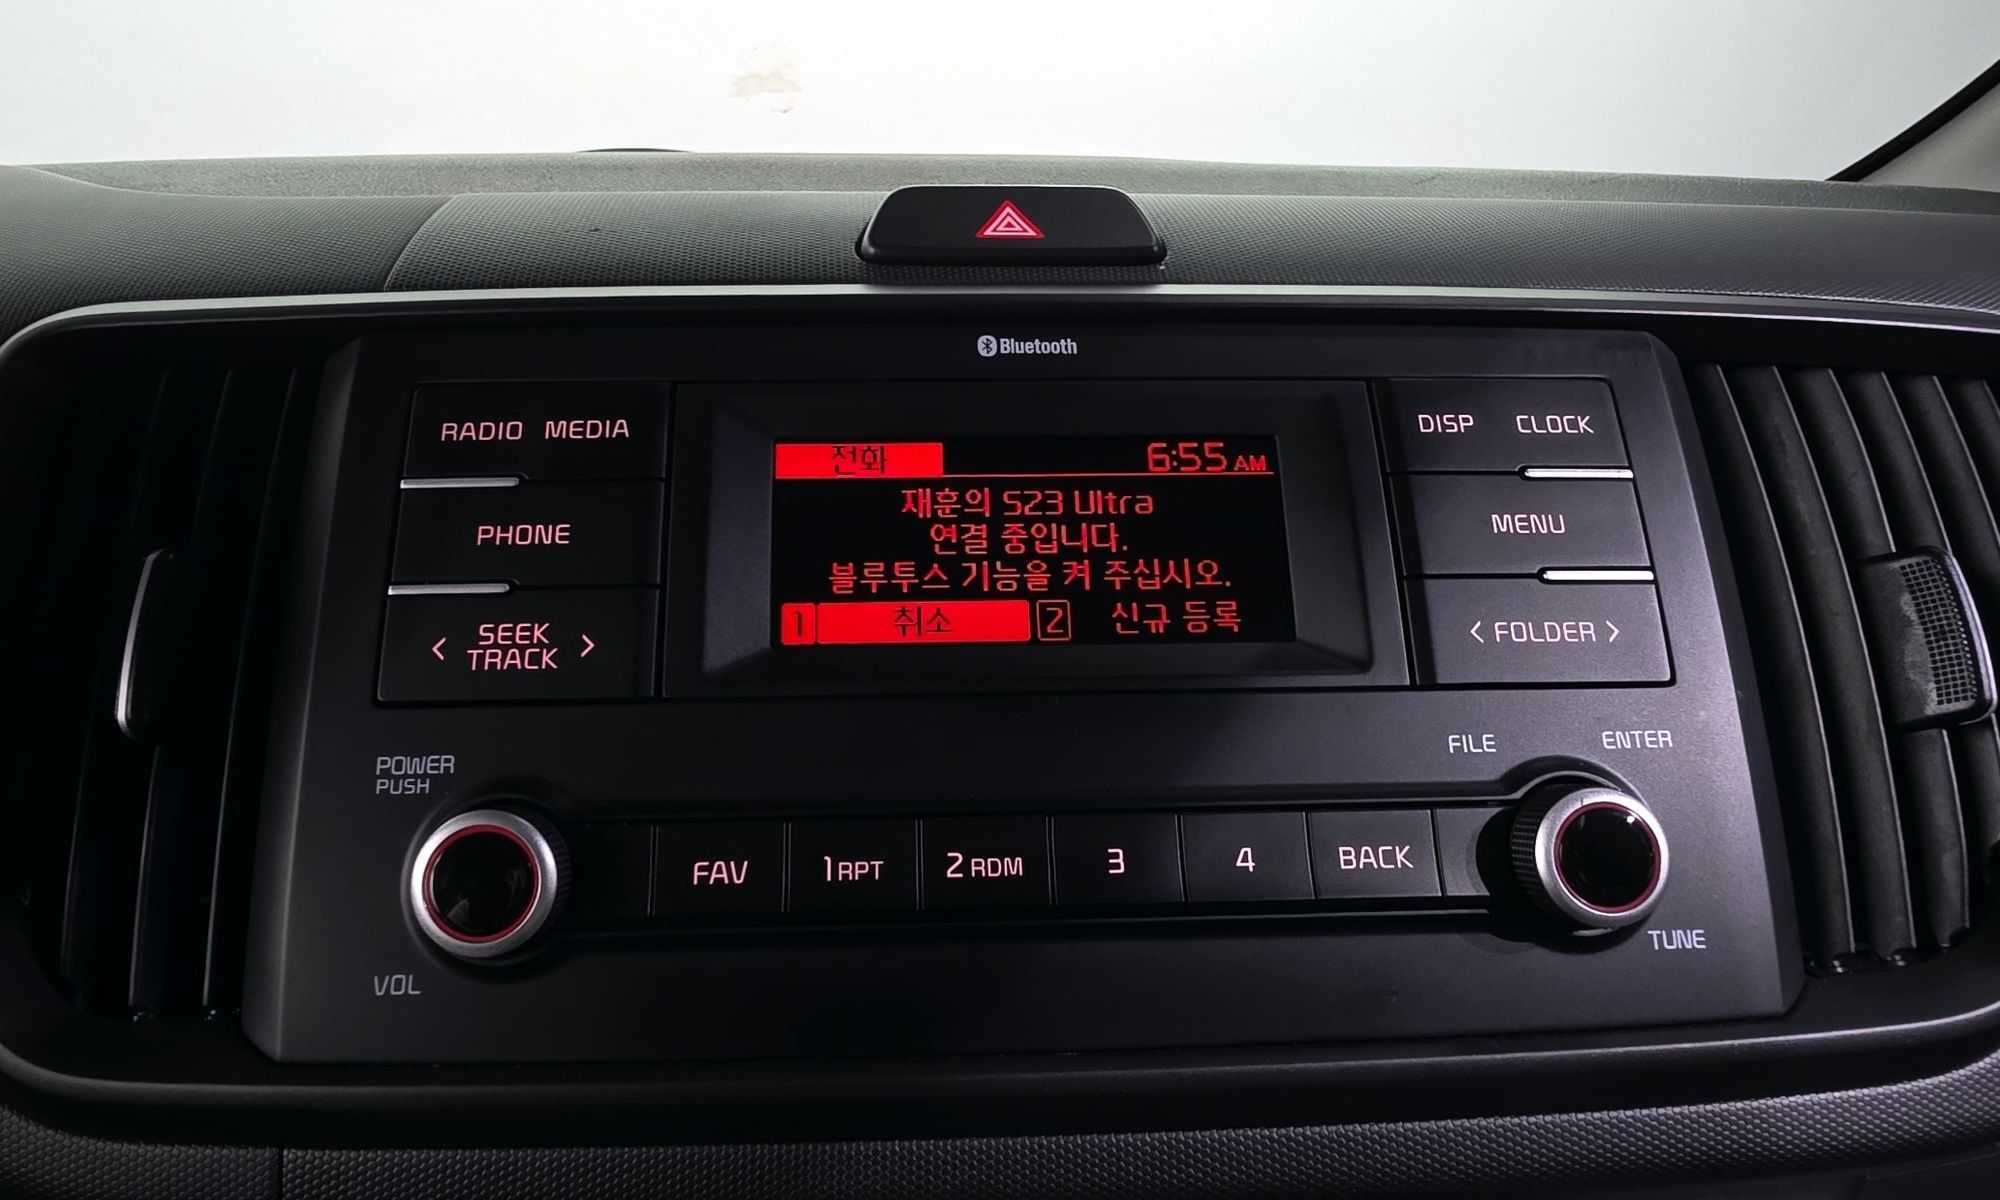 Bluetooth
RADIO MEDIA
DISP CLOCK
전화 6:55 AM
재훈의 S23 Ultra
연결 중입니다.
블루투스 기능을 켜 주십시오.
1 취소 2 신규 등록
PHONE
MENU
< SEEK TRACK >
< FOLDER >
POWER
PUSH
FILE ENTER
FAV 1 RPT 2 RDM 3 4 BACK
VOL
TUNE